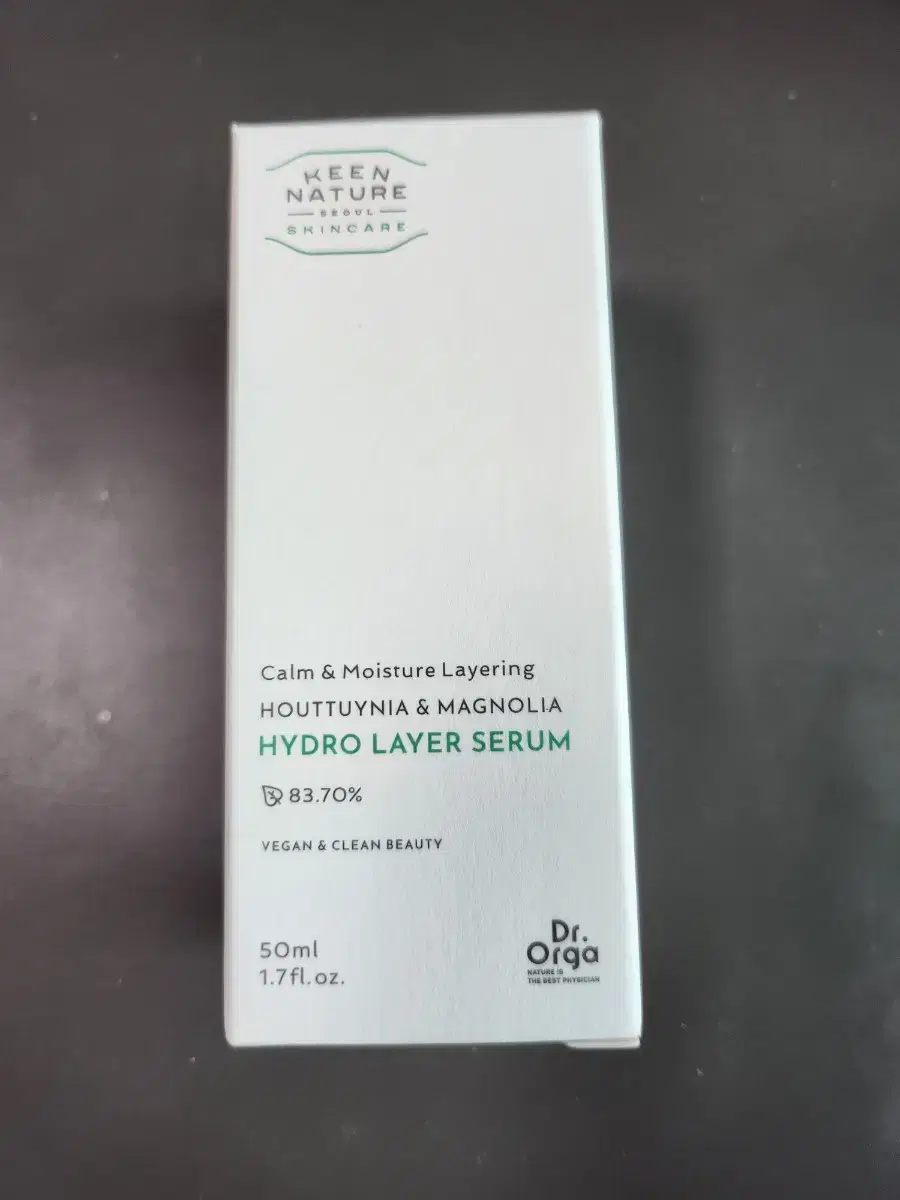 KEEN
NATURE
SEOUL
SKINCARE
Calm & Moisture Layering
HOUTTUYNIA & MAGNOLIA
HYDRO LAYER SERUM
83.70%
VEGAN & CLEAN BEAUTY
50ml
1.7fl.oz.
Dr.
Orga
NATURE IS
THE BEST PHYSICIAN